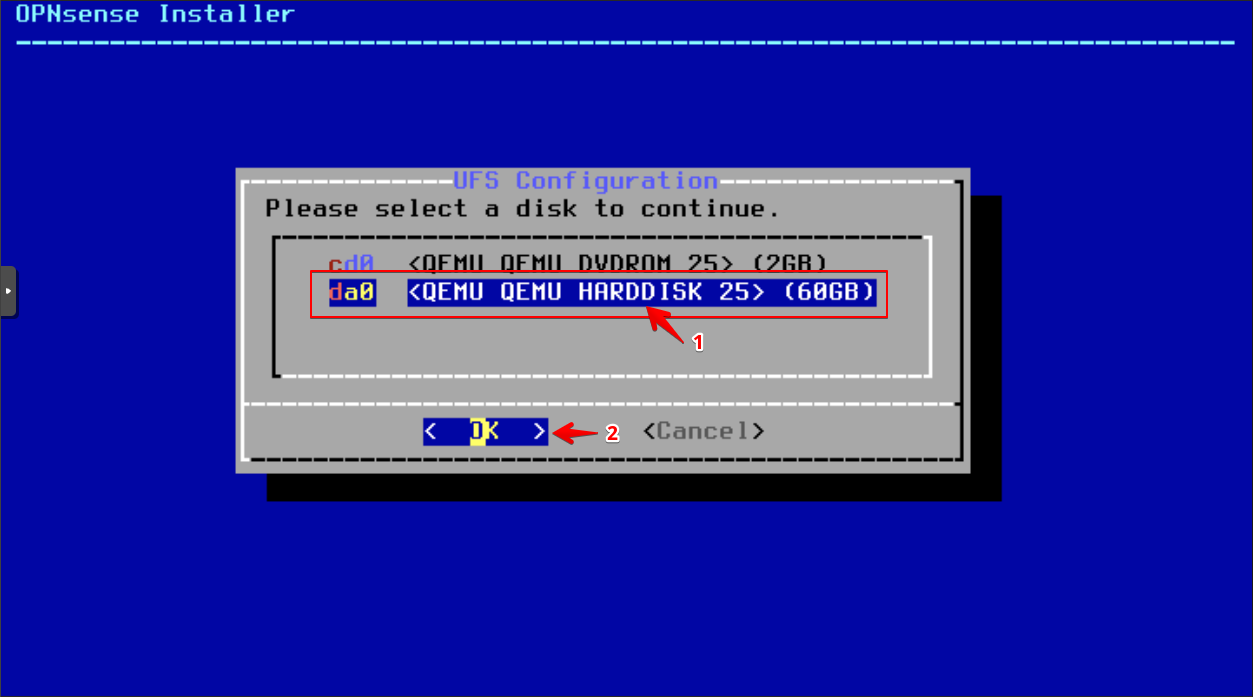 OPNsense Installer
UFS Configuration
Please select a disk to continue.
cd0 <QEMU QEMU DVDROM 25> (2GB)
da0 <QEMU QEMU HARDDISK 25> (60GB)
1
< OK > 2 <Cancel>